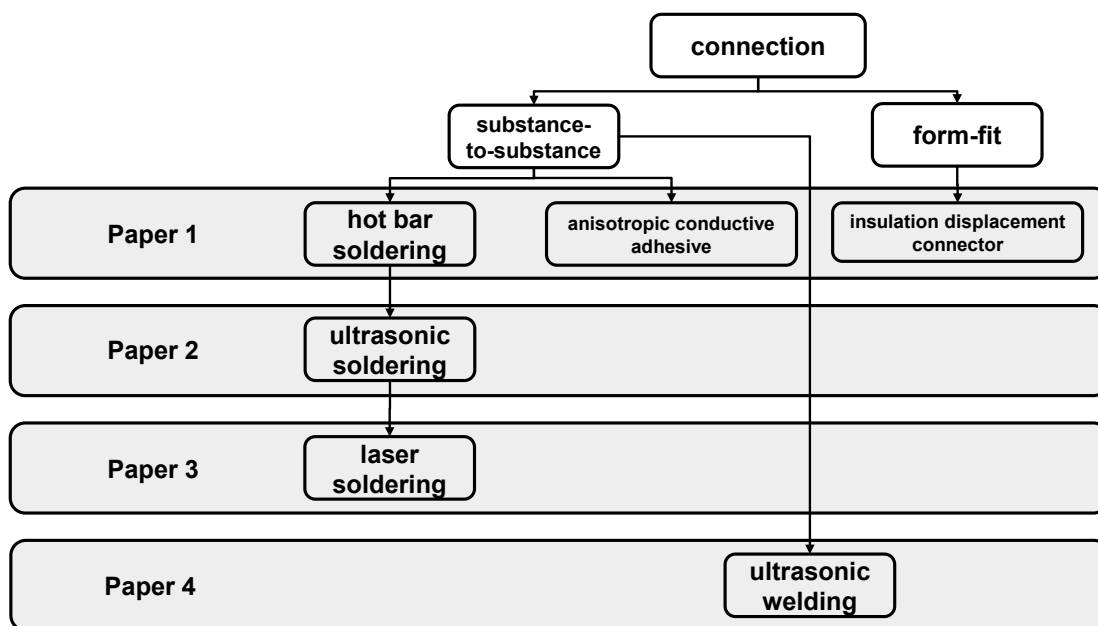 connection
substance-
to-substance
form-fit
Paper 1
hot bar
soldering
anisotropic conductive
adhesive
insulation displacement
connector
Paper 2
ultrasonic
soldering
Paper 3
laser
soldering
Paper 4
ultrasonic
welding